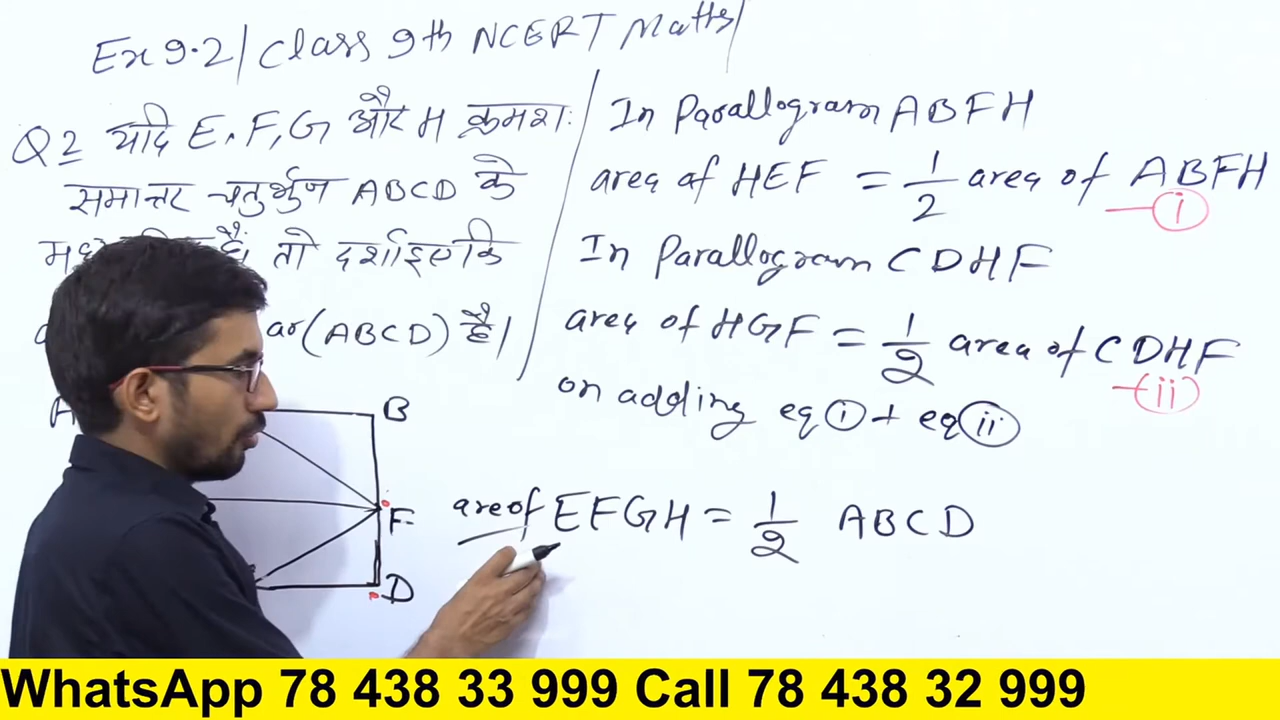 Ex 9.2 / Class 9th NCERT Maths/
Q 2 यदि E, F, G और H क्रमशः
समान्तर चतुर्भुज ABCD के
हैं, तो दर्शाइए कि
ar(ABCD) है।
In Parallogram ABFH
area of HEF = 1/2 area of ABFH
— i
In Parallogram CDHF
area of HGF = 1/2 area of CDHF
— ii
on adding eq i + eq ii
are of EFGH = 1/2 ABCD
B
F
D
WhatsApp 78 438 33 999 Call 78 438 32 999